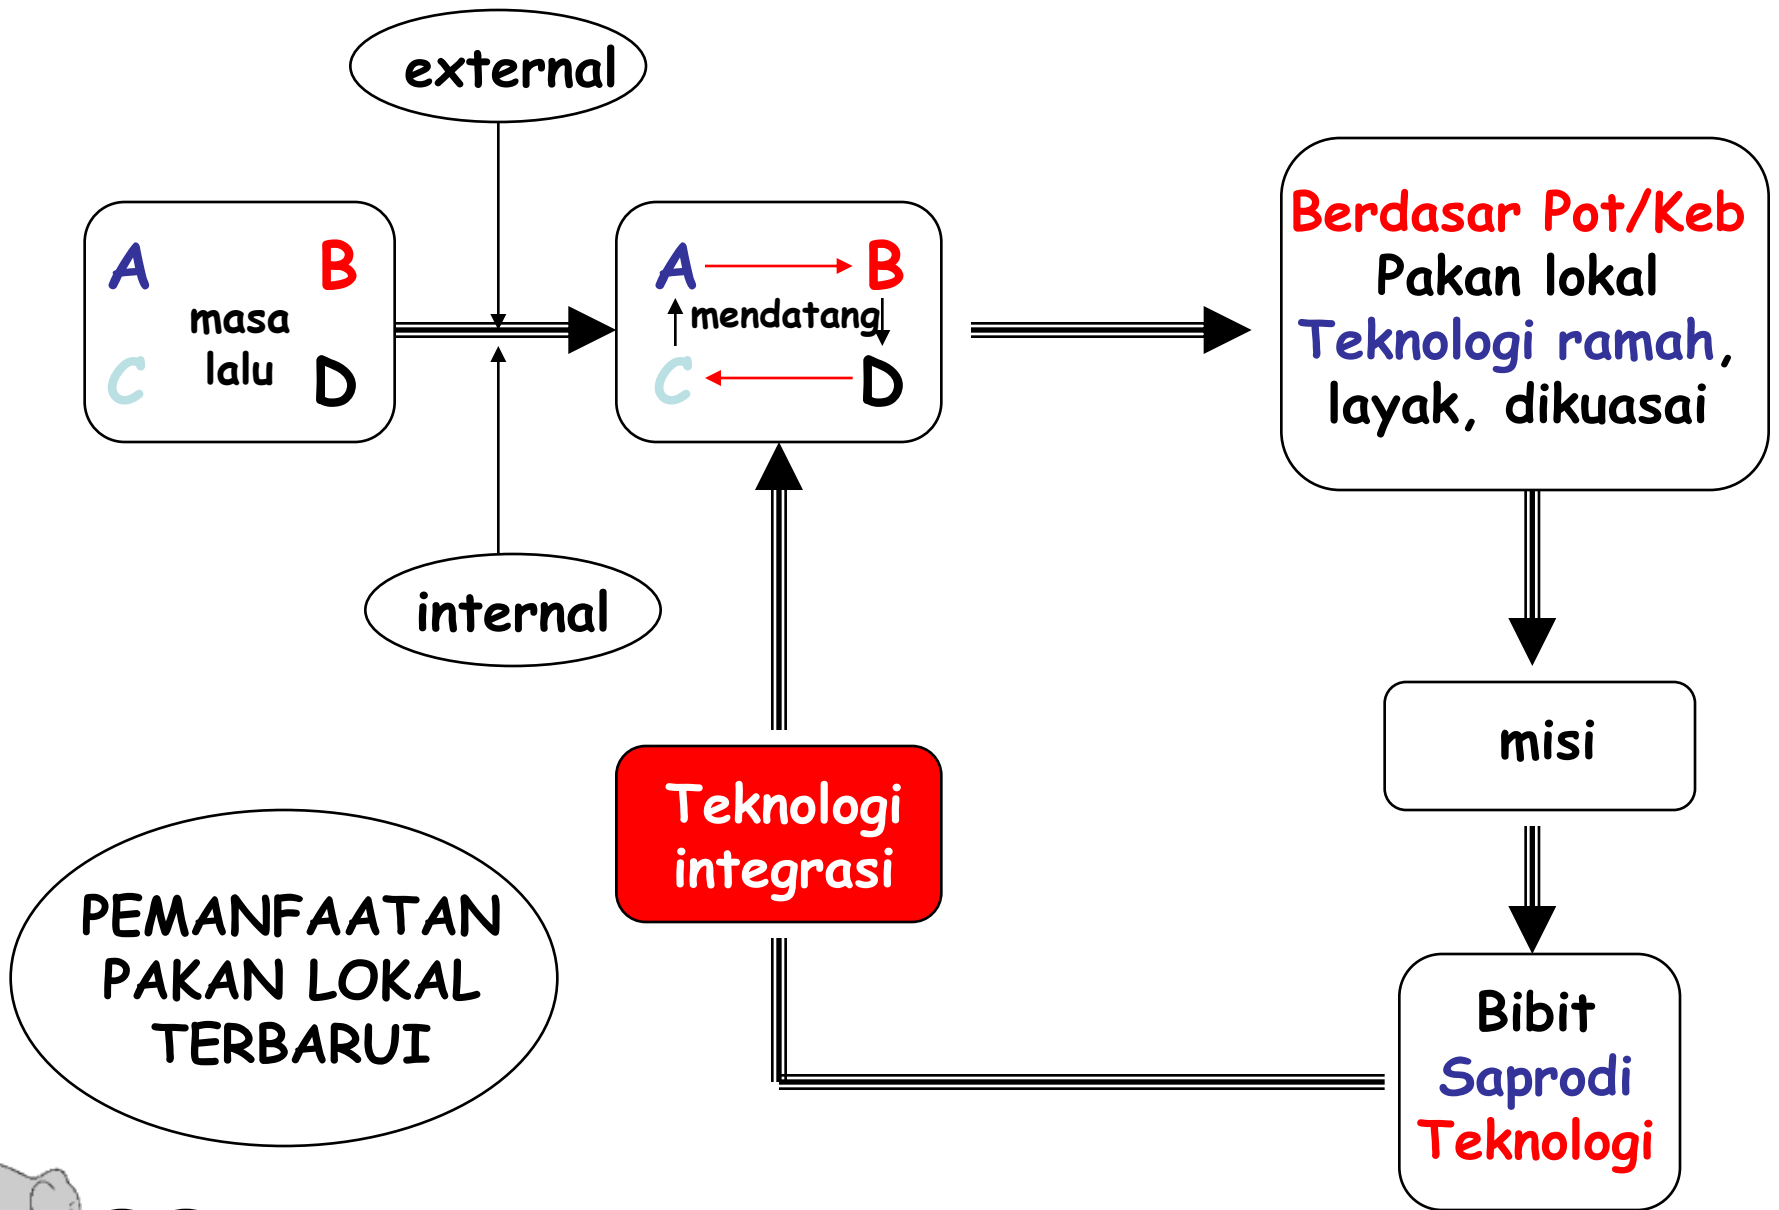 external
A B
masa
lalu
C D
A B
mendatang
C D
Berdasar Pot/Keb
Pakan lokal
Teknologi ramah,
layak, dikuasai
internal
misi
Teknologi
integrasi
PEMANFAATAN
PAKAN LOKAL
TERBARUI
Bibit
Saprodi
Teknologi